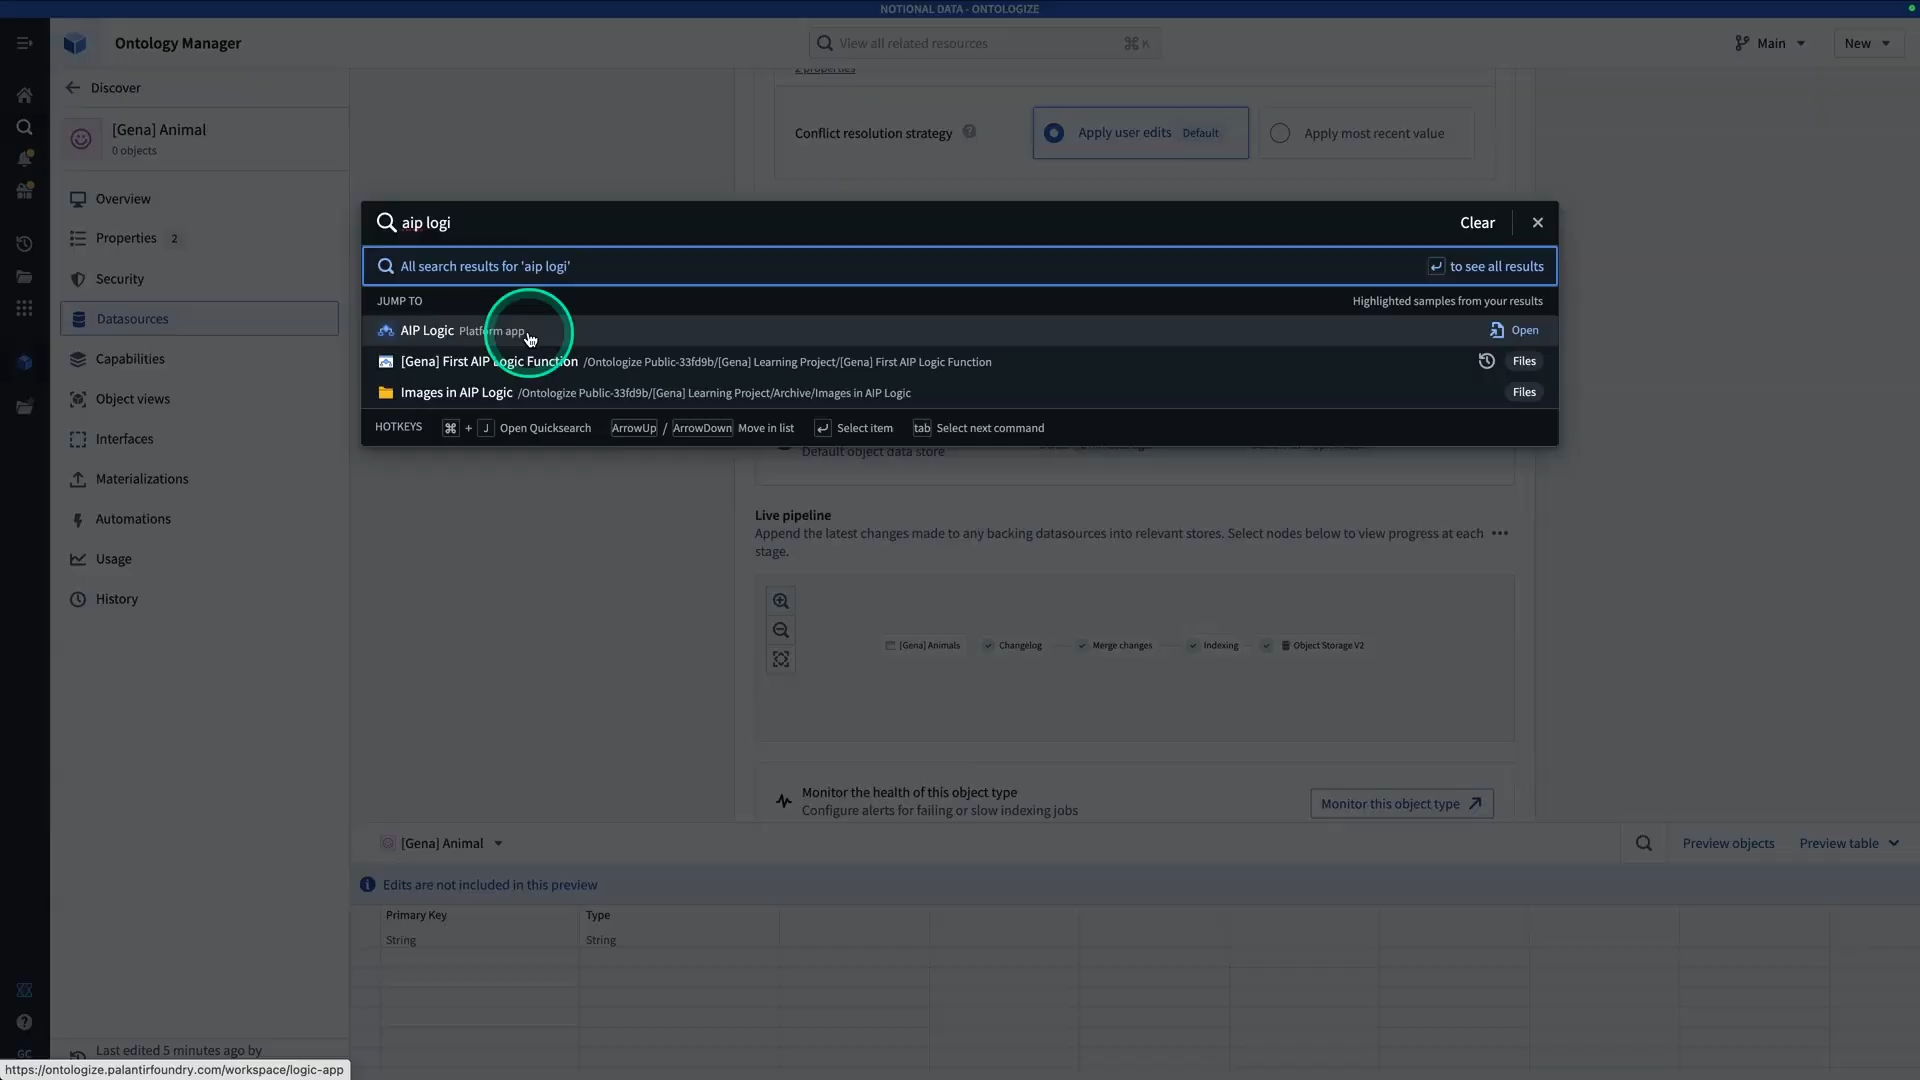 NOTIONAL DATA - ONTOLOGIZE
Ontology Manager
View all related resources
⌘ K
Main
New
Discover
[Gena] Animal
0 objects
Overview
Properties 2
Security
Datasources
Capabilities
Object views
Interfaces
Materializations
Automations
Usage
History
Last edited 5 minutes ago by
GC
2 properties
Conflict resolution strategy
Apply user edits Default
Apply most recent value
aip logi
Clear
All search results for 'aip logi'
to see all results
JUMP TO
Highlighted samples from your results
AIP Logic Platform app
Open
[Gena] First AIP Logic Function /Ontologize Public-33fd9b/[Gena] Learning Project/[Gena] First AIP Logic Function
Files
Images in AIP Logic /Ontologize Public-33fd9b/[Gena] Learning Project/Archive/Images in AIP Logic
Files
HOTKEYS ⌘ + J Open Quicksearch ArrowUp / ArrowDown Move in list Select item tab Select next command
Default object data store
Live pipeline
Append the latest changes made to any backing datasources into relevant stores. Select nodes below to view progress at each
stage.
[Gena] Animals
Changelog
Merge changes
Indexing
Object Storage V2
Monitor the health of this object type
Configure alerts for failing or slow indexing jobs
Monitor this object type
[Gena] Animal
Preview objects
Preview table
Edits are not included in this preview
Primary Key
String
Type
String
https://ontologize.palantirfoundry.com/workspace/logic-app